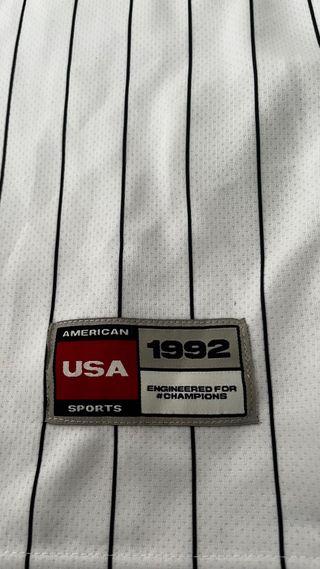 AMERICAN
USA
SPORTS
1992
ENGINEERED FOR
#CHAMPIONS